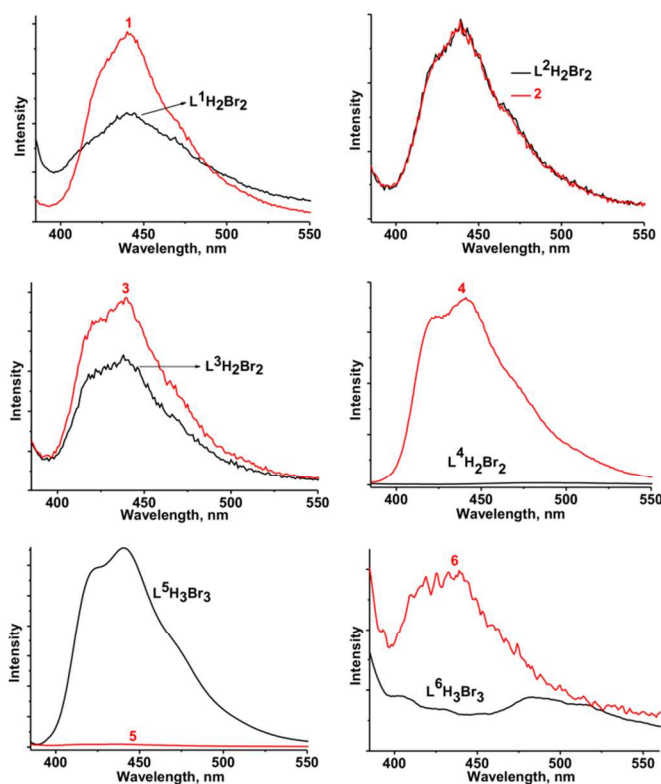 1
L¹H₂Br₂
Intensity
400 450 500 550
Wavelength, nm
L²H₂Br₂
2
Intensity
400 450 500 550
Wavelength, nm
3
L³H₂Br₂
Intensity
400 450 500 550
Wavelength, nm
4
L⁴H₂Br₂
Intensity
400 450 500 550
Wavelength, nm
L⁵H₃Br₃
5
Intensity
400 450 500 550
Wavelength, nm
6
L⁶H₃Br₃
Intensity
400 450 500 550
Wavelength, nm